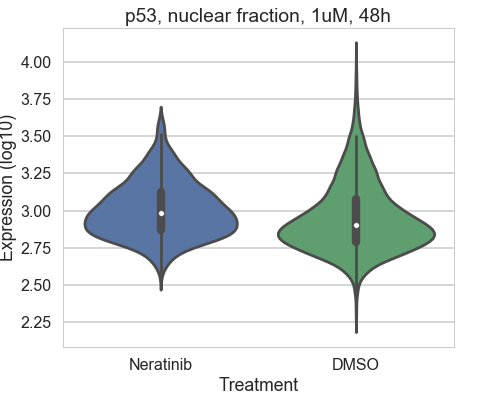 p53, nuclear fraction, 1uM, 48h
Expression (log10)
4.00
3.75
3.50
3.25
3.00
2.75
2.50
2.25
Neratinib
DMSO
Treatment